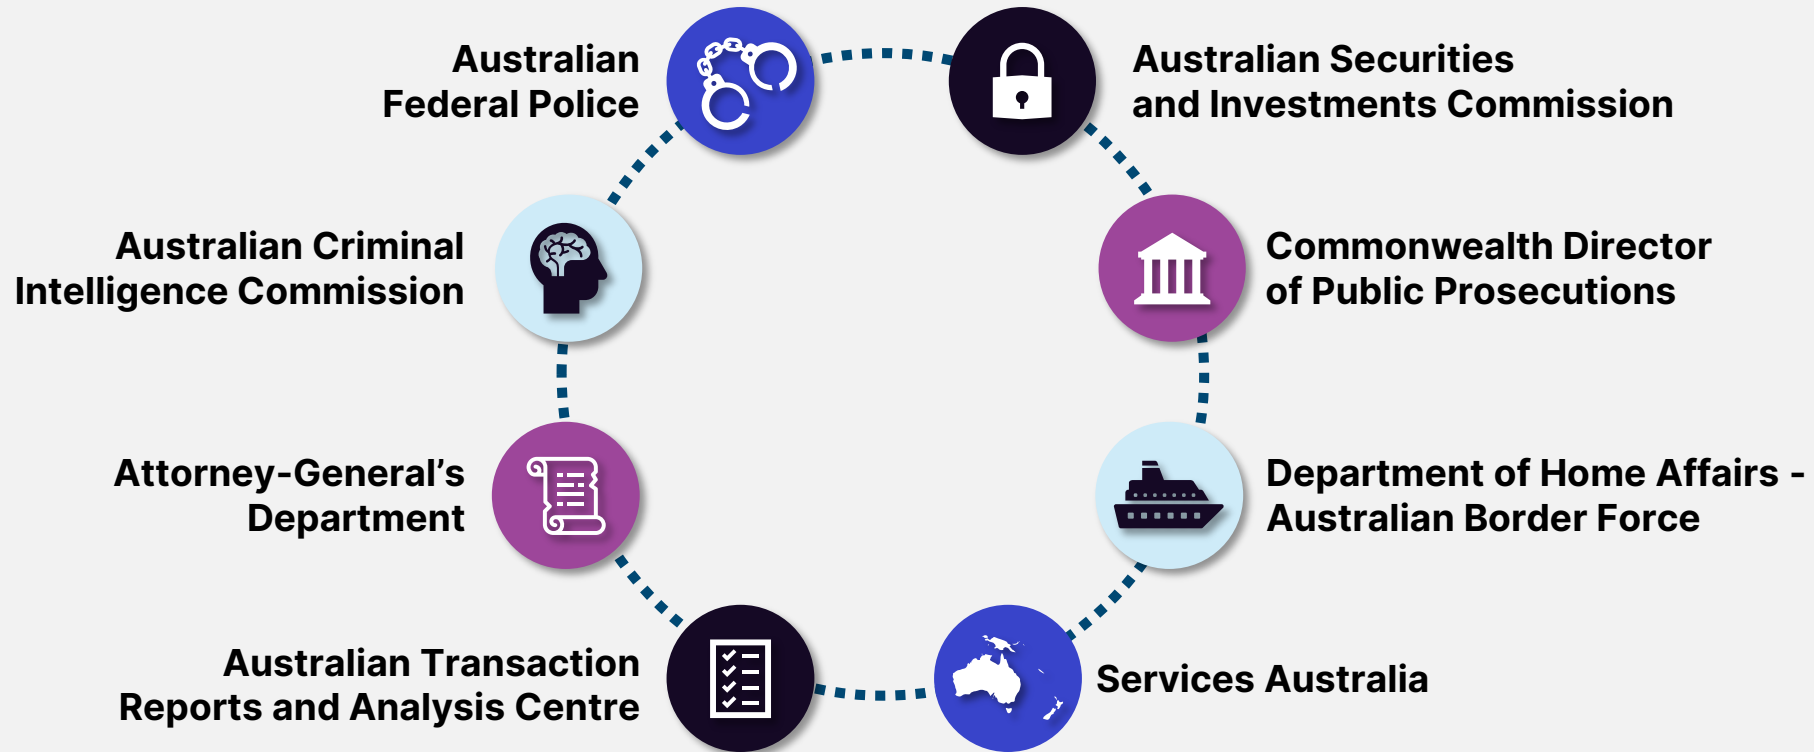 Australian
Federal Police
Australian Securities
and Investments Commission
Australian Criminal
Intelligence Commission
Commonwealth Director
of Public Prosecutions
Attorney-General’s
Department
Department of Home Affairs -
Australian Border Force
Australian Transaction
Reports and Analysis Centre
Services Australia